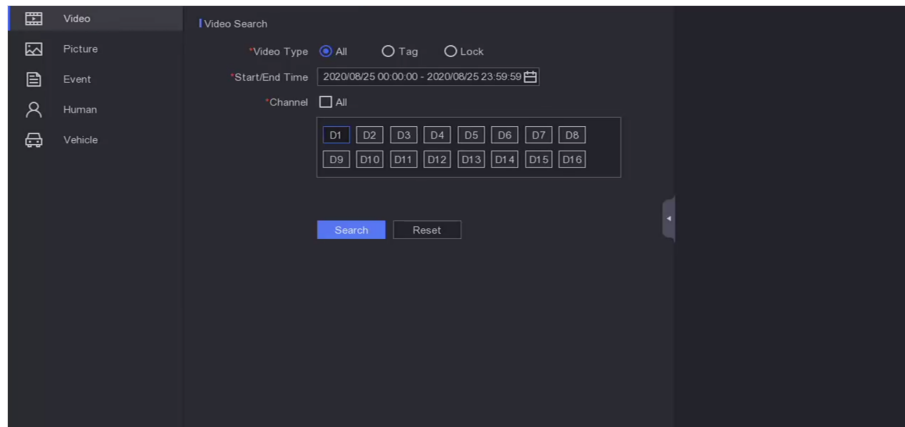 Video
Picture
Event
Human
Vehicle
Video Search
*Video Type All Tag Lock
*Start/End Time 2020/08/25 00:00:00 - 2020/08/25 23:59:59
*Channel All
D1 D2 D3 D4 D5 D6 D7 D8
D9 D10 D11 D12 D13 D14 D15 D16
Search Reset